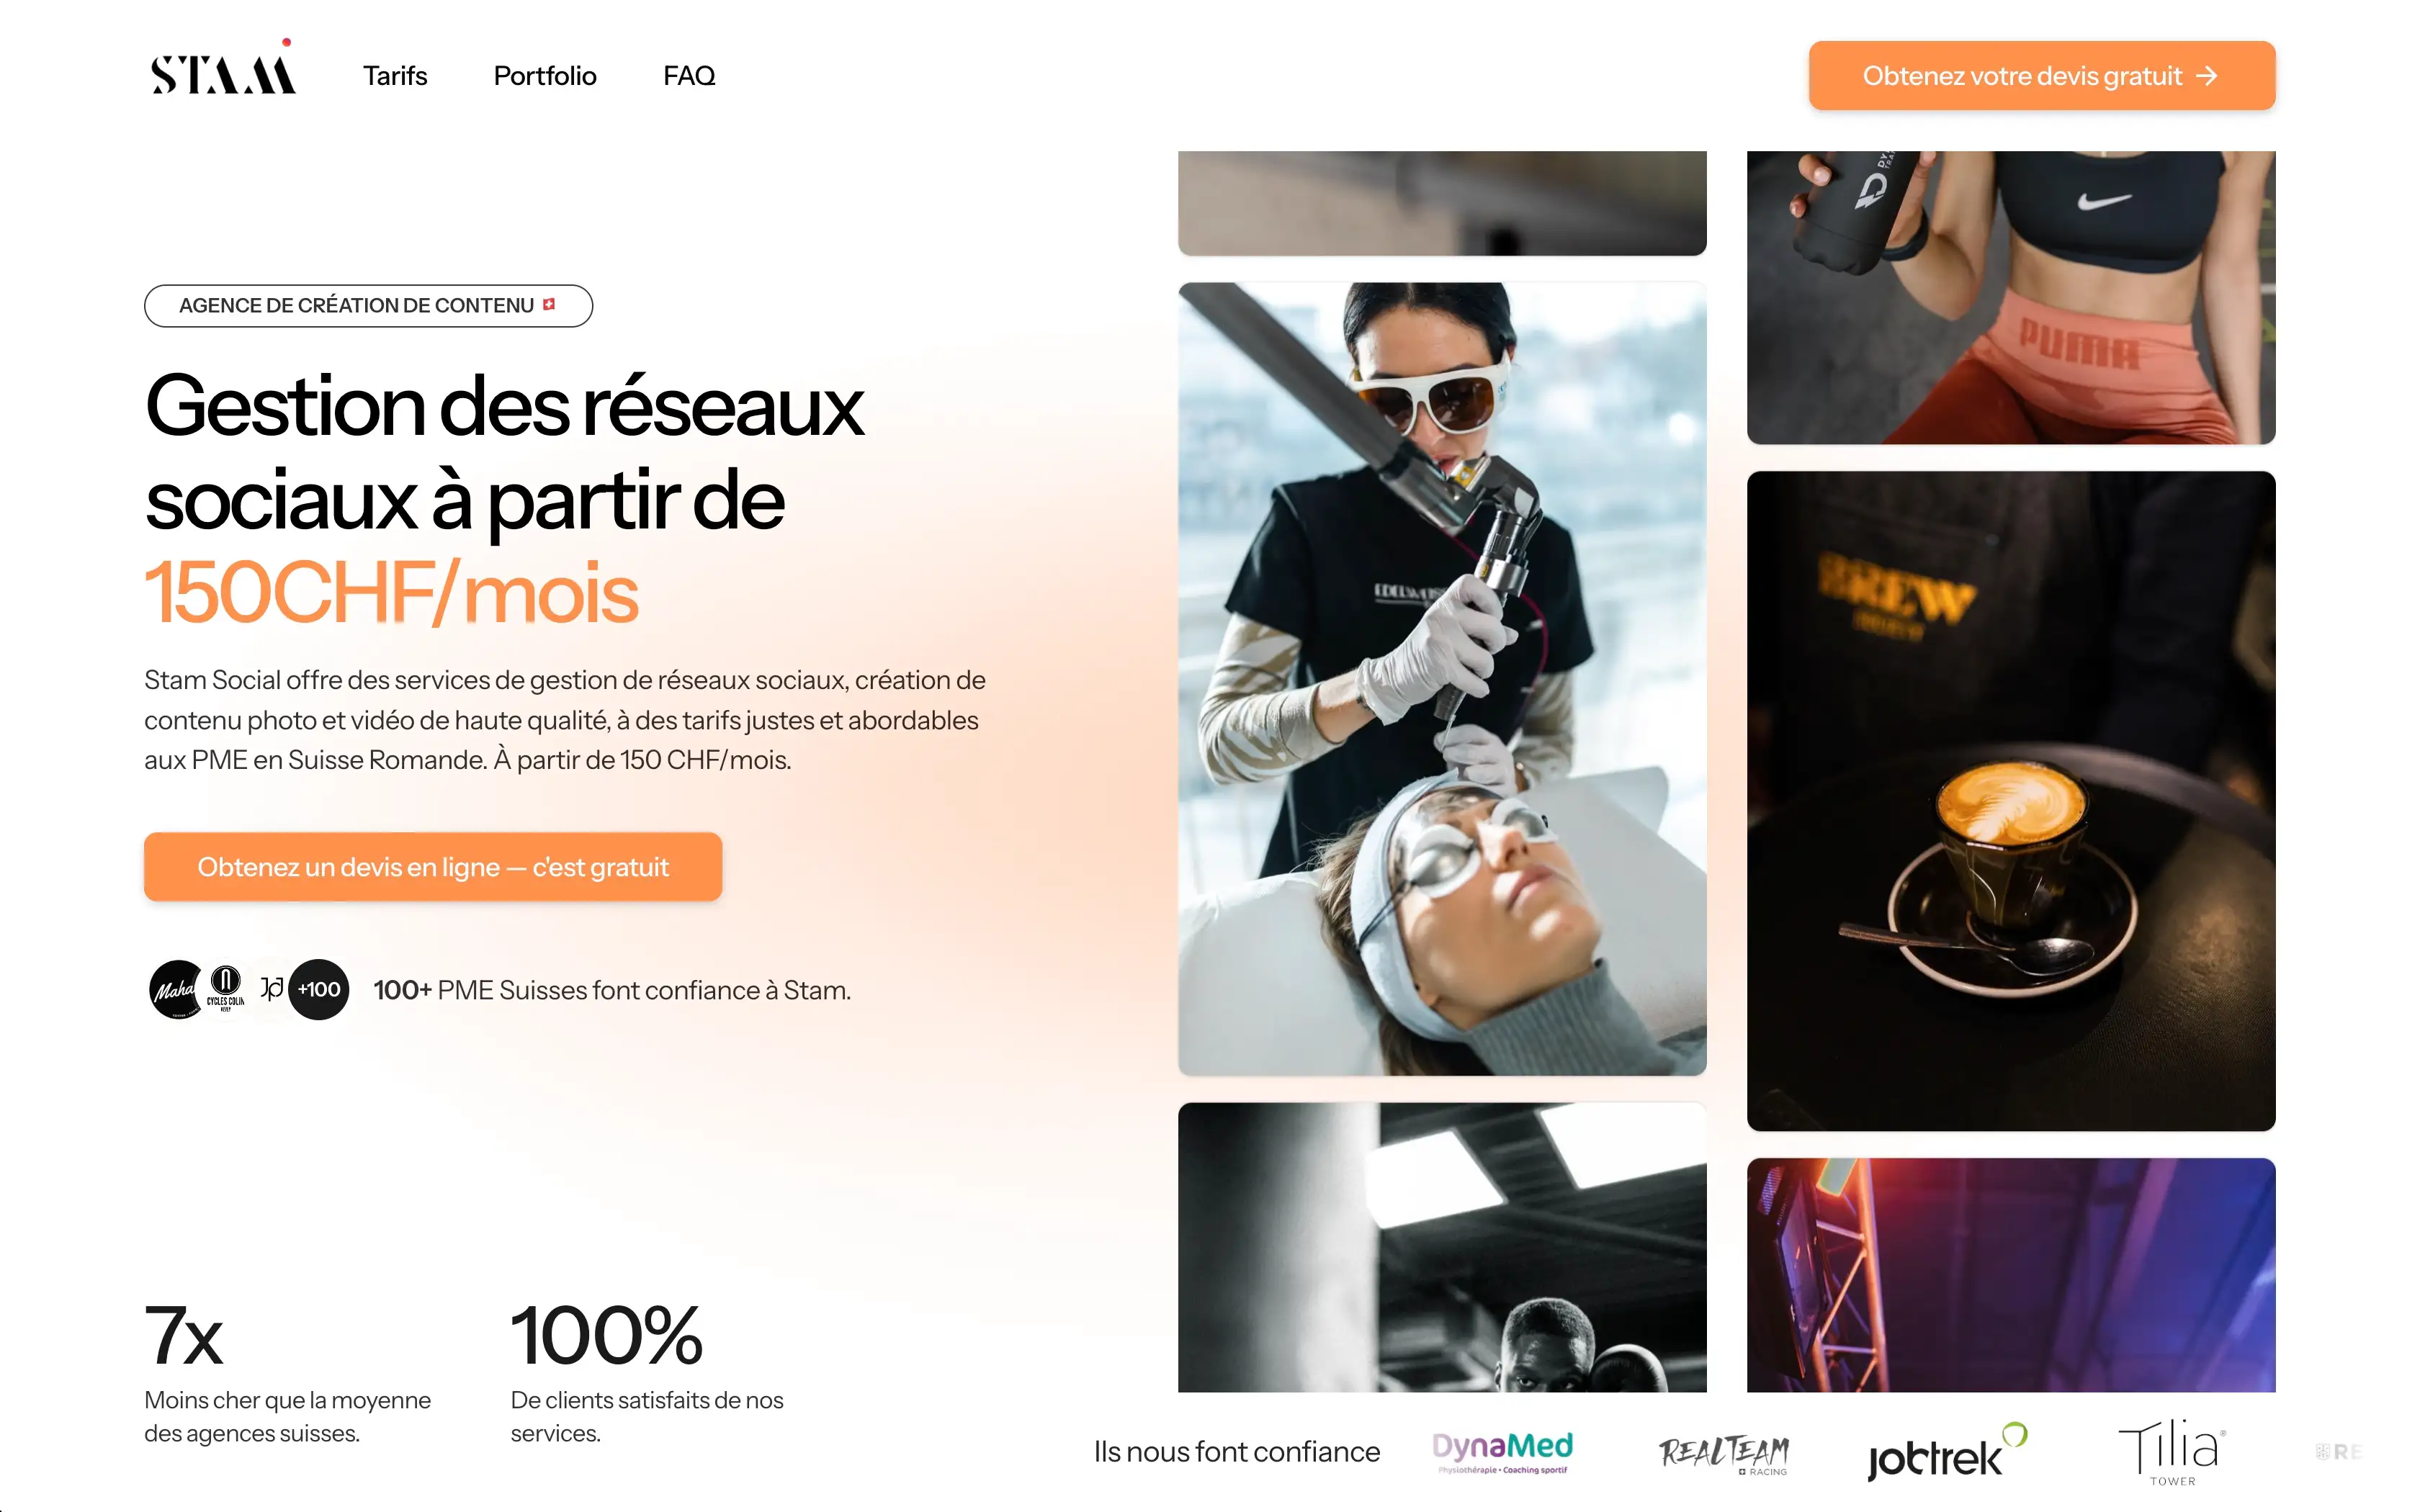 STAM
Tarifs
Portfolio
FAQ
Obtenez votre devis gratuit →
AGENCE DE CRÉATION DE CONTENU
Gestion des réseaux
sociaux à partir de
150CHF/mois
Stam Social offre des services de gestion de réseaux sociaux, création de
contenu photo et vidéo de haute qualité, à des tarifs justes et abordables
aux PME en Suisse Romande. À partir de 150 CHF/mois.
Obtenez un devis en ligne — c'est gratuit
Maha
CYCLES COLIN
+100
100+ PME Suisses font confiance à Stam.
7x
Moins cher que la moyenne
des agences suisses.
100%
De clients satisfaits de nos
services.
PUMA
BREW
Ils nous font confiance
DynaMed
Physiothérapie • Coaching sportif
REALTEAM
RACING
jobtrek
Tilia
TOWER
RE